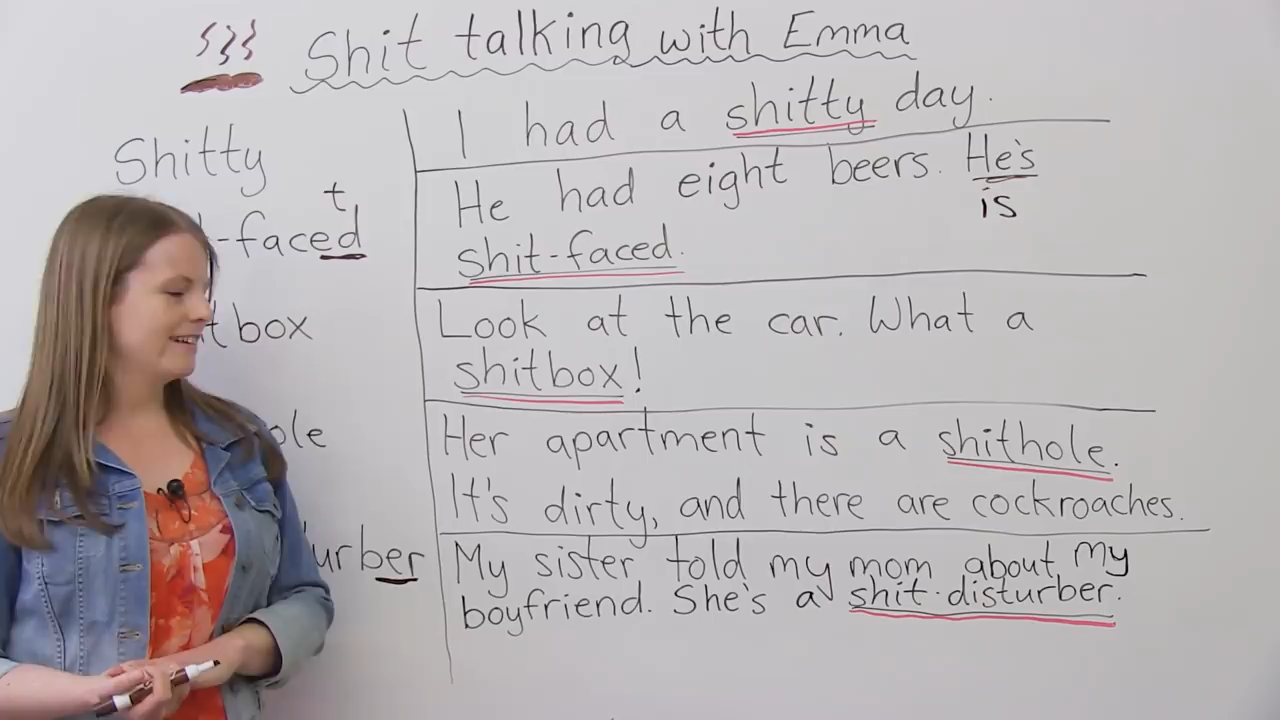 Shit talking with Emma
Shitty
I had a shitty day.
t
-faced
He had eight beers. He's
is
shit-faced.
tbox
Look at the car. What a
shitbox!
ole
Her apartment is a shithole.
It's dirty, and there are cockroaches.
urber
My sister told my mom about my
boyfriend. She's a shit-disturber.